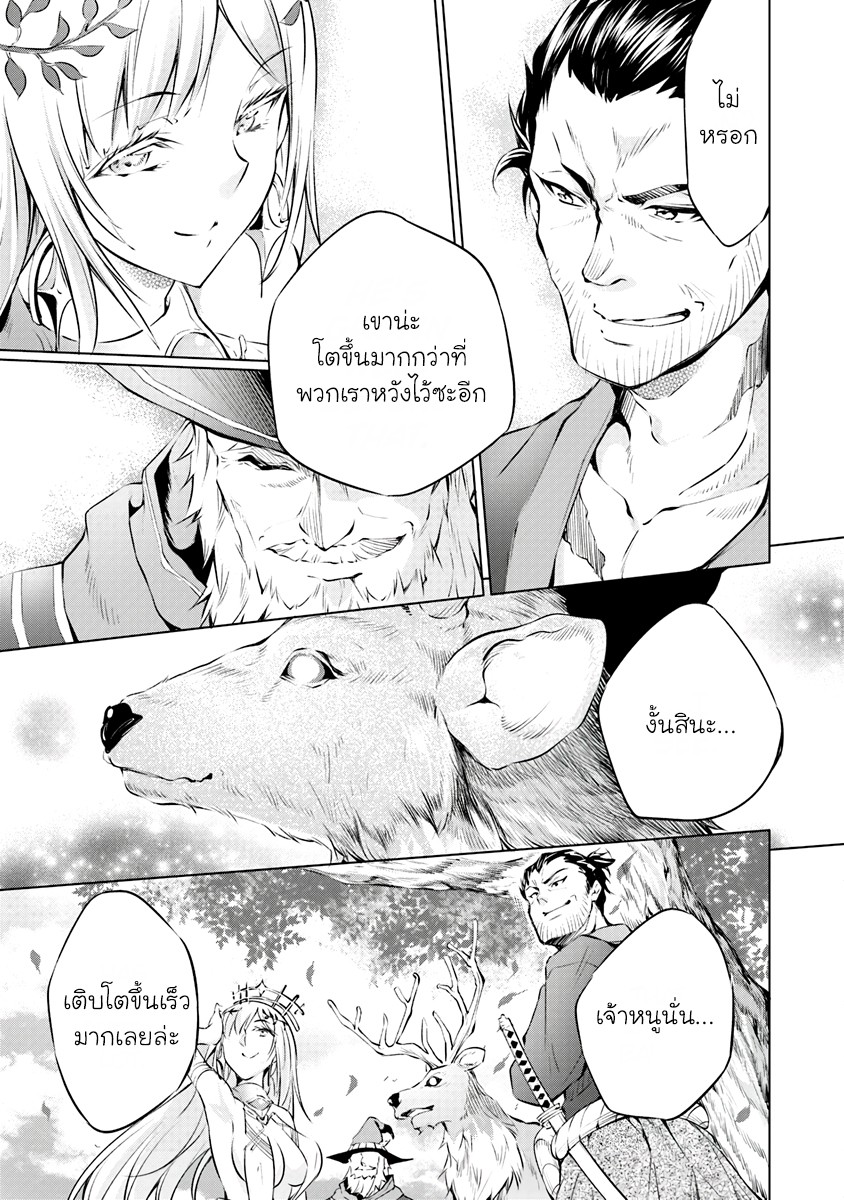 ไม่
หรอก
เขาน่ะ
โตขึ้นมากกว่าที่
พวกเราหวังไว้ซะอีก
งั้นสินะ...
เจ้าหนูนั่น...
เติบโตขึ้นเร็ว
มากเลยล่ะ